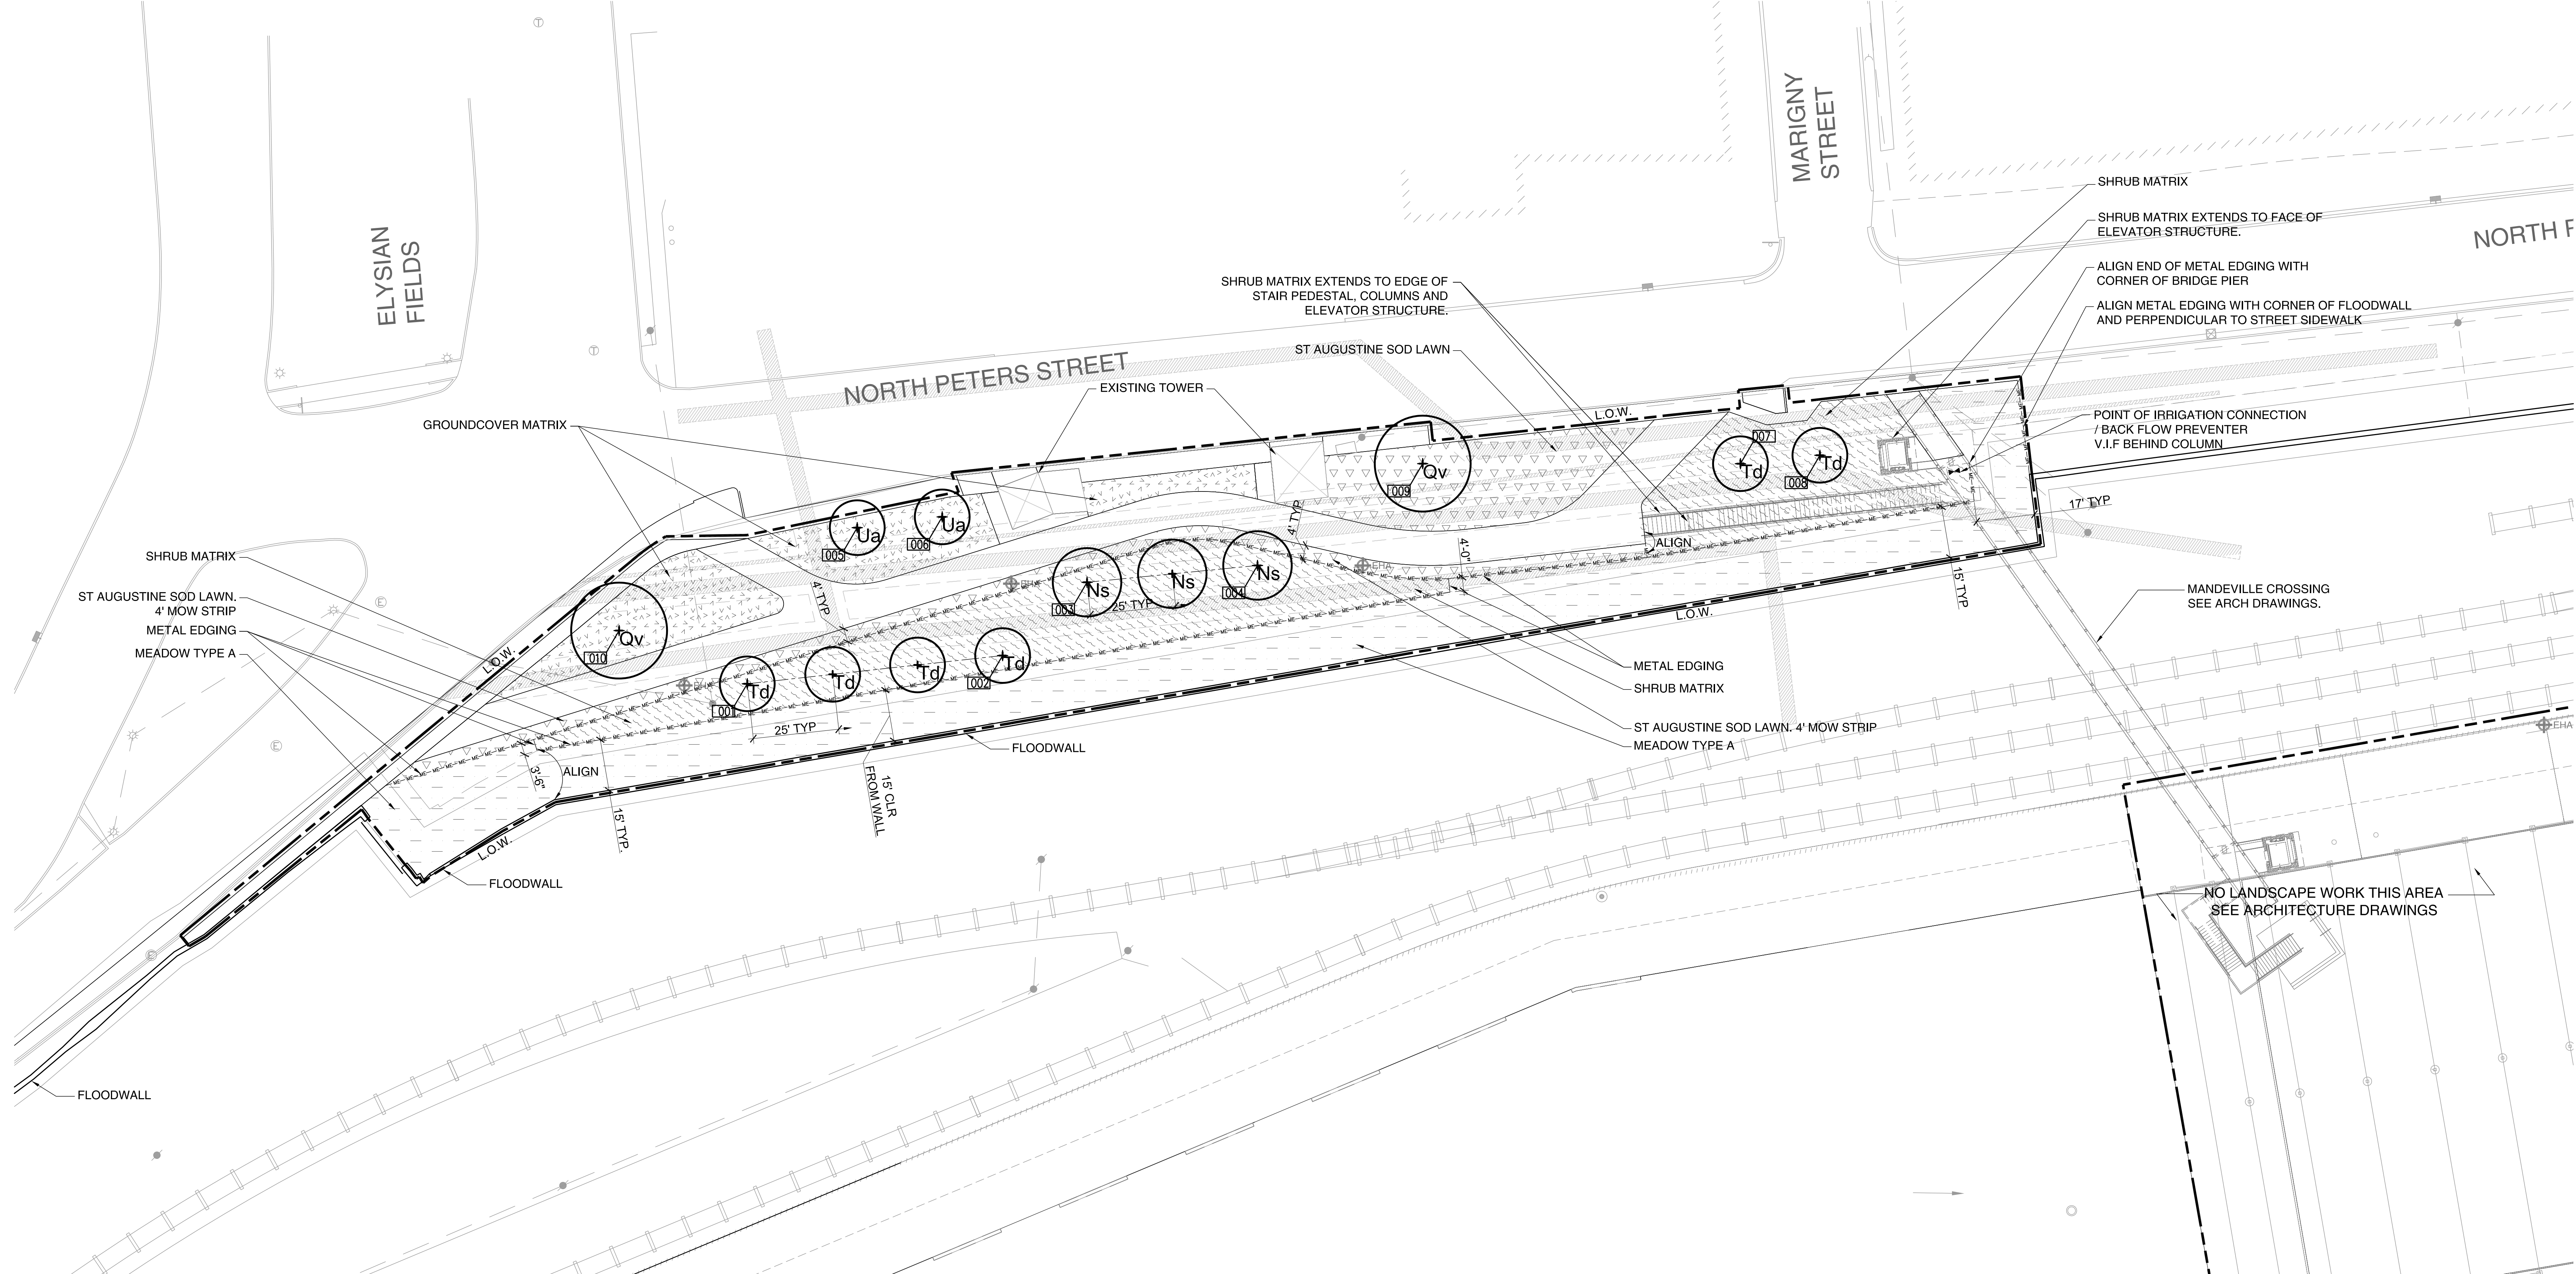 ELYSIAN
FIELDS
MARIGNY
STREET
NORTH PETERS STREET
NORTH P
SHRUB MATRIX
SHRUB MATRIX EXTENDS TO FACE OF
ELEVATOR STRUCTURE.
ALIGN END OF METAL EDGING WITH
CORNER OF BRIDGE PIER
ALIGN METAL EDGING WITH CORNER OF FLOODWALL
AND PERPENDICULAR TO STREET SIDEWALK
POINT OF IRRIGATION CONNECTION
/ BACK FLOW PREVENTER
V.I.F BEHIND COLUMN
SHRUB MATRIX EXTENDS TO EDGE OF
STAIR PEDESTAL, COLUMNS AND
ELEVATOR STRUCTURE.
ST AUGUSTINE SOD LAWN
EXISTING TOWER
GROUNDCOVER MATRIX
L.O.W.
007
Td
008
Td
009
Qv
005
Ua
006
Ua
4' TYP
17' TYP
ALIGN
4'-0"
15' TYP
EHA
003
Ns
Ns
004
Ns
25' TYP
4' TYP
SHRUB MATRIX
ST AUGUSTINE SOD LAWN.
4' MOW STRIP
METAL EDGING
MEADOW TYPE A
L.O.W.
010
Qv
001
Td
Td
Td
002
Td
25' TYP
L.O.W.
MANDEVILLE CROSSING
SEE ARCH DRAWINGS.
METAL EDGING
SHRUB MATRIX
ST AUGUSTINE SOD LAWN. 4' MOW STRIP
MEADOW TYPE A
EHA
FLOODWALL
ALIGN
3'-6"
15' TYP.
15' CLR
FROM WALL
L.O.W.
FLOODWALL
NO LANDSCAPE WORK THIS AREA
SEE ARCHITECTURE DRAWINGS
FLOODWALL